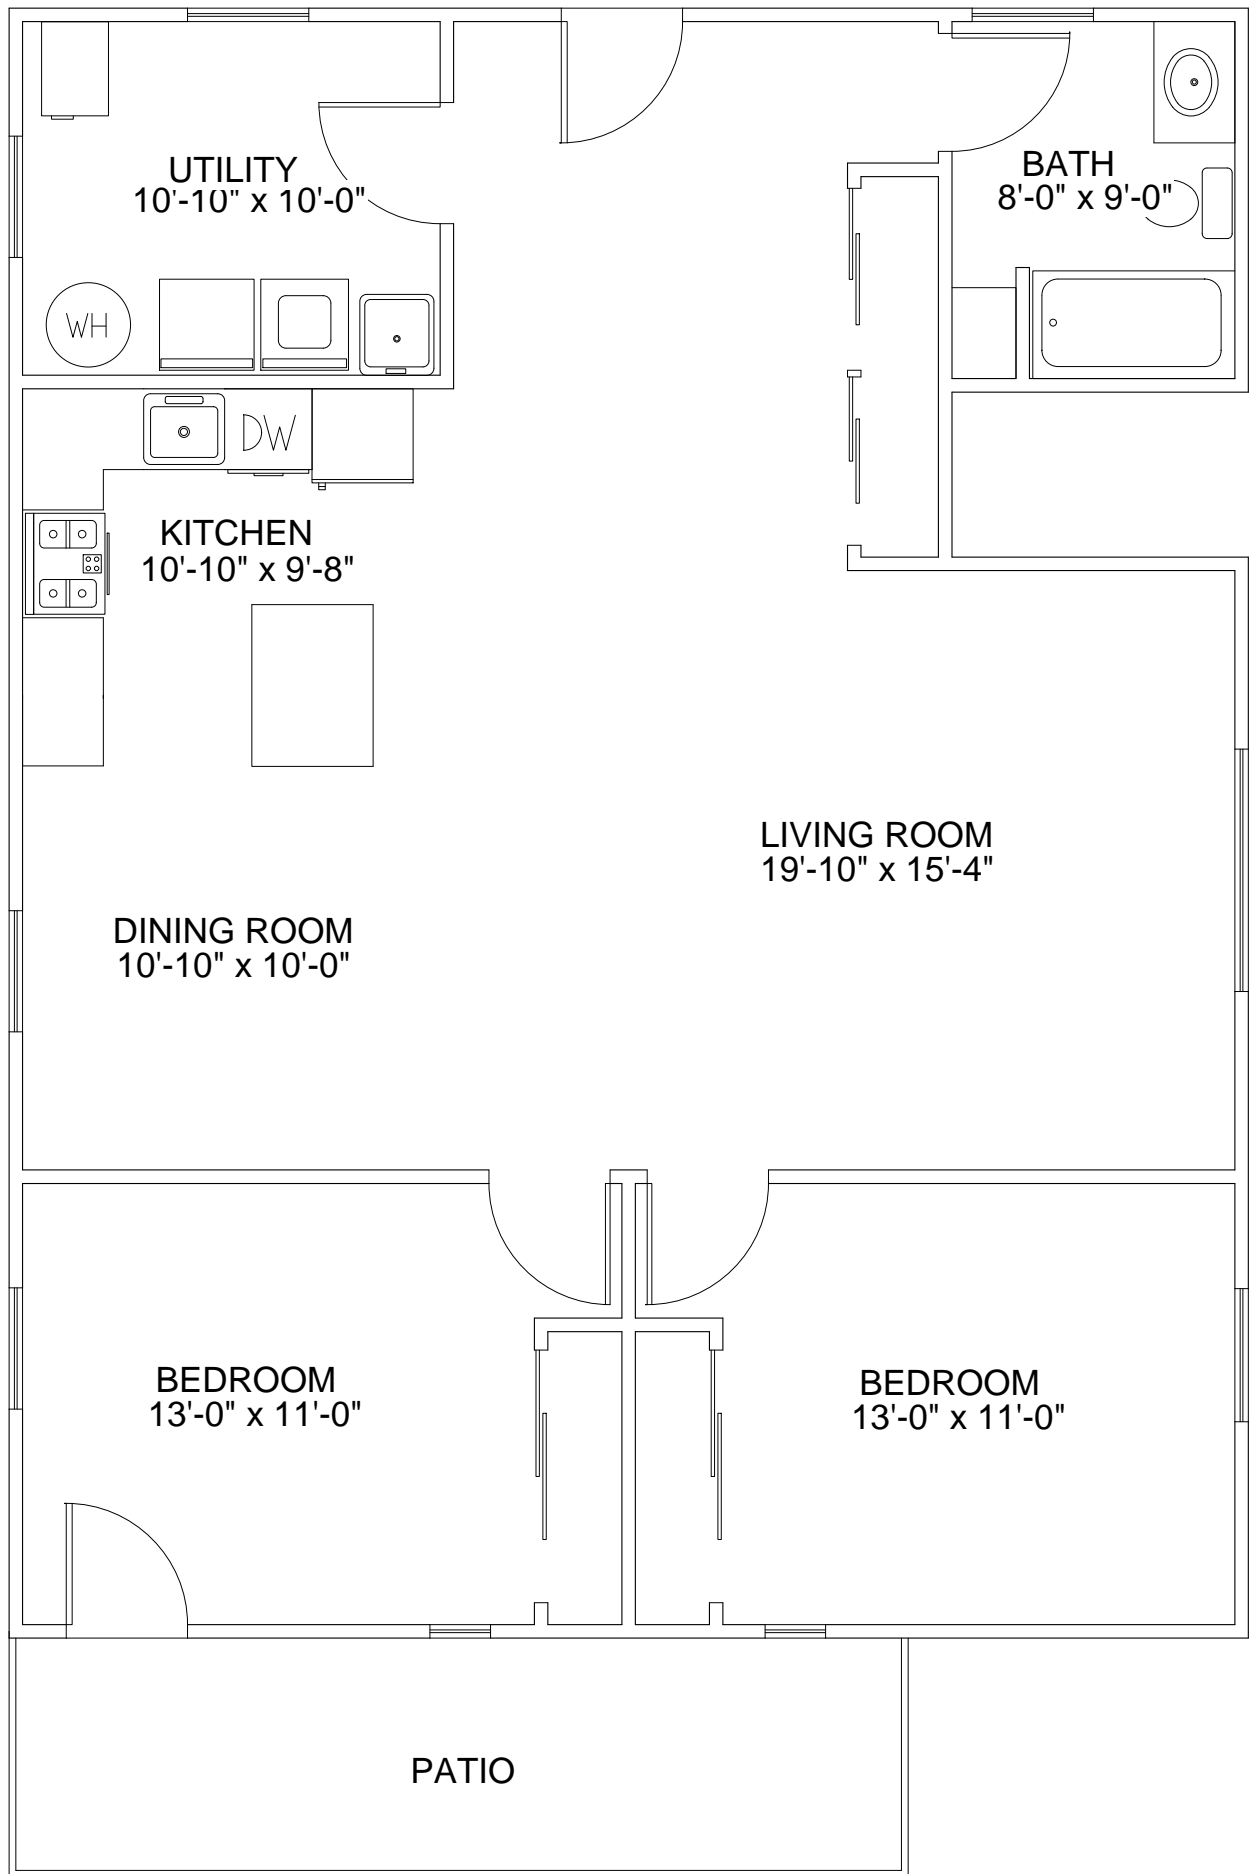 UTILITY
10'-10" x 10'-0"
BATH
8'-0" x 9'-0"
WH
DW
KITCHEN
10'-10" x 9'-8"
LIVING ROOM
19'-10" x 15'-4"
DINING ROOM
10'-10" x 10'-0"
BEDROOM
13'-0" x 11'-0"
BEDROOM
13'-0" x 11'-0"
PATIO